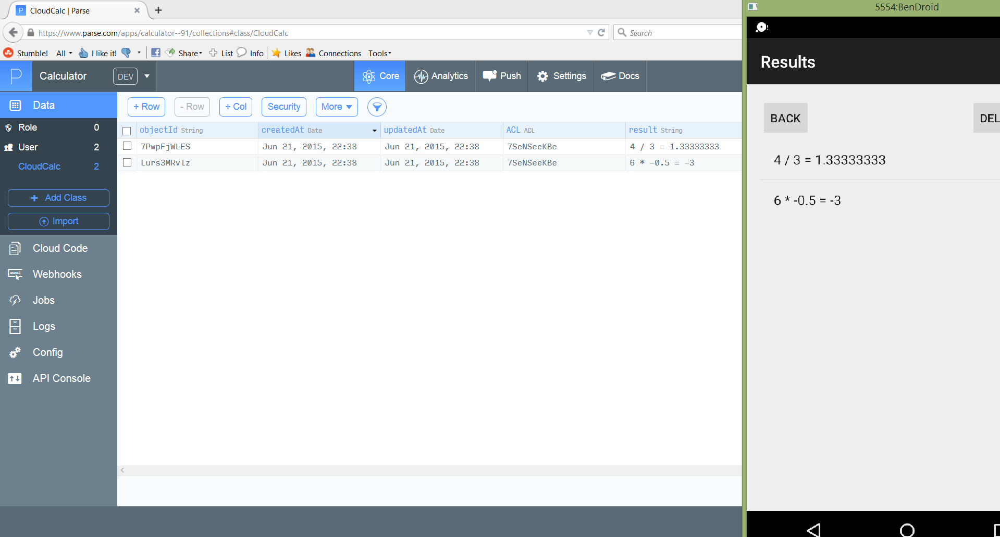 CloudCalc | Parse
https://www.parse.com/apps/calculator--91/collections#class/CloudCalc
Search
Stumble! All I like it! Share List Info Likes Connections Tools
P Calculator DEV Core Analytics Push Settings Docs
Data
Role 0
User 2
CloudCalc 2
Add Class
Import
Cloud Code
Webhooks
Jobs
Logs
Config
API Console
+ Row - Row + Col Security More
objectId String createdAt Date updatedAt Date ACL ACL result String
7PwpFjWLES Jun 21, 2015, 22:38 Jun 21, 2015, 22:38 7SeNSeeKBe 4 / 3 = 1.33333333
Lurs3MRvlz Jun 21, 2015, 22:38 Jun 21, 2015, 22:38 7SeNSeeKBe 6 * -0.5 = -3
5554:BenDroid
Results
BACK DEL
4 / 3 = 1.33333333
6 * -0.5 = -3